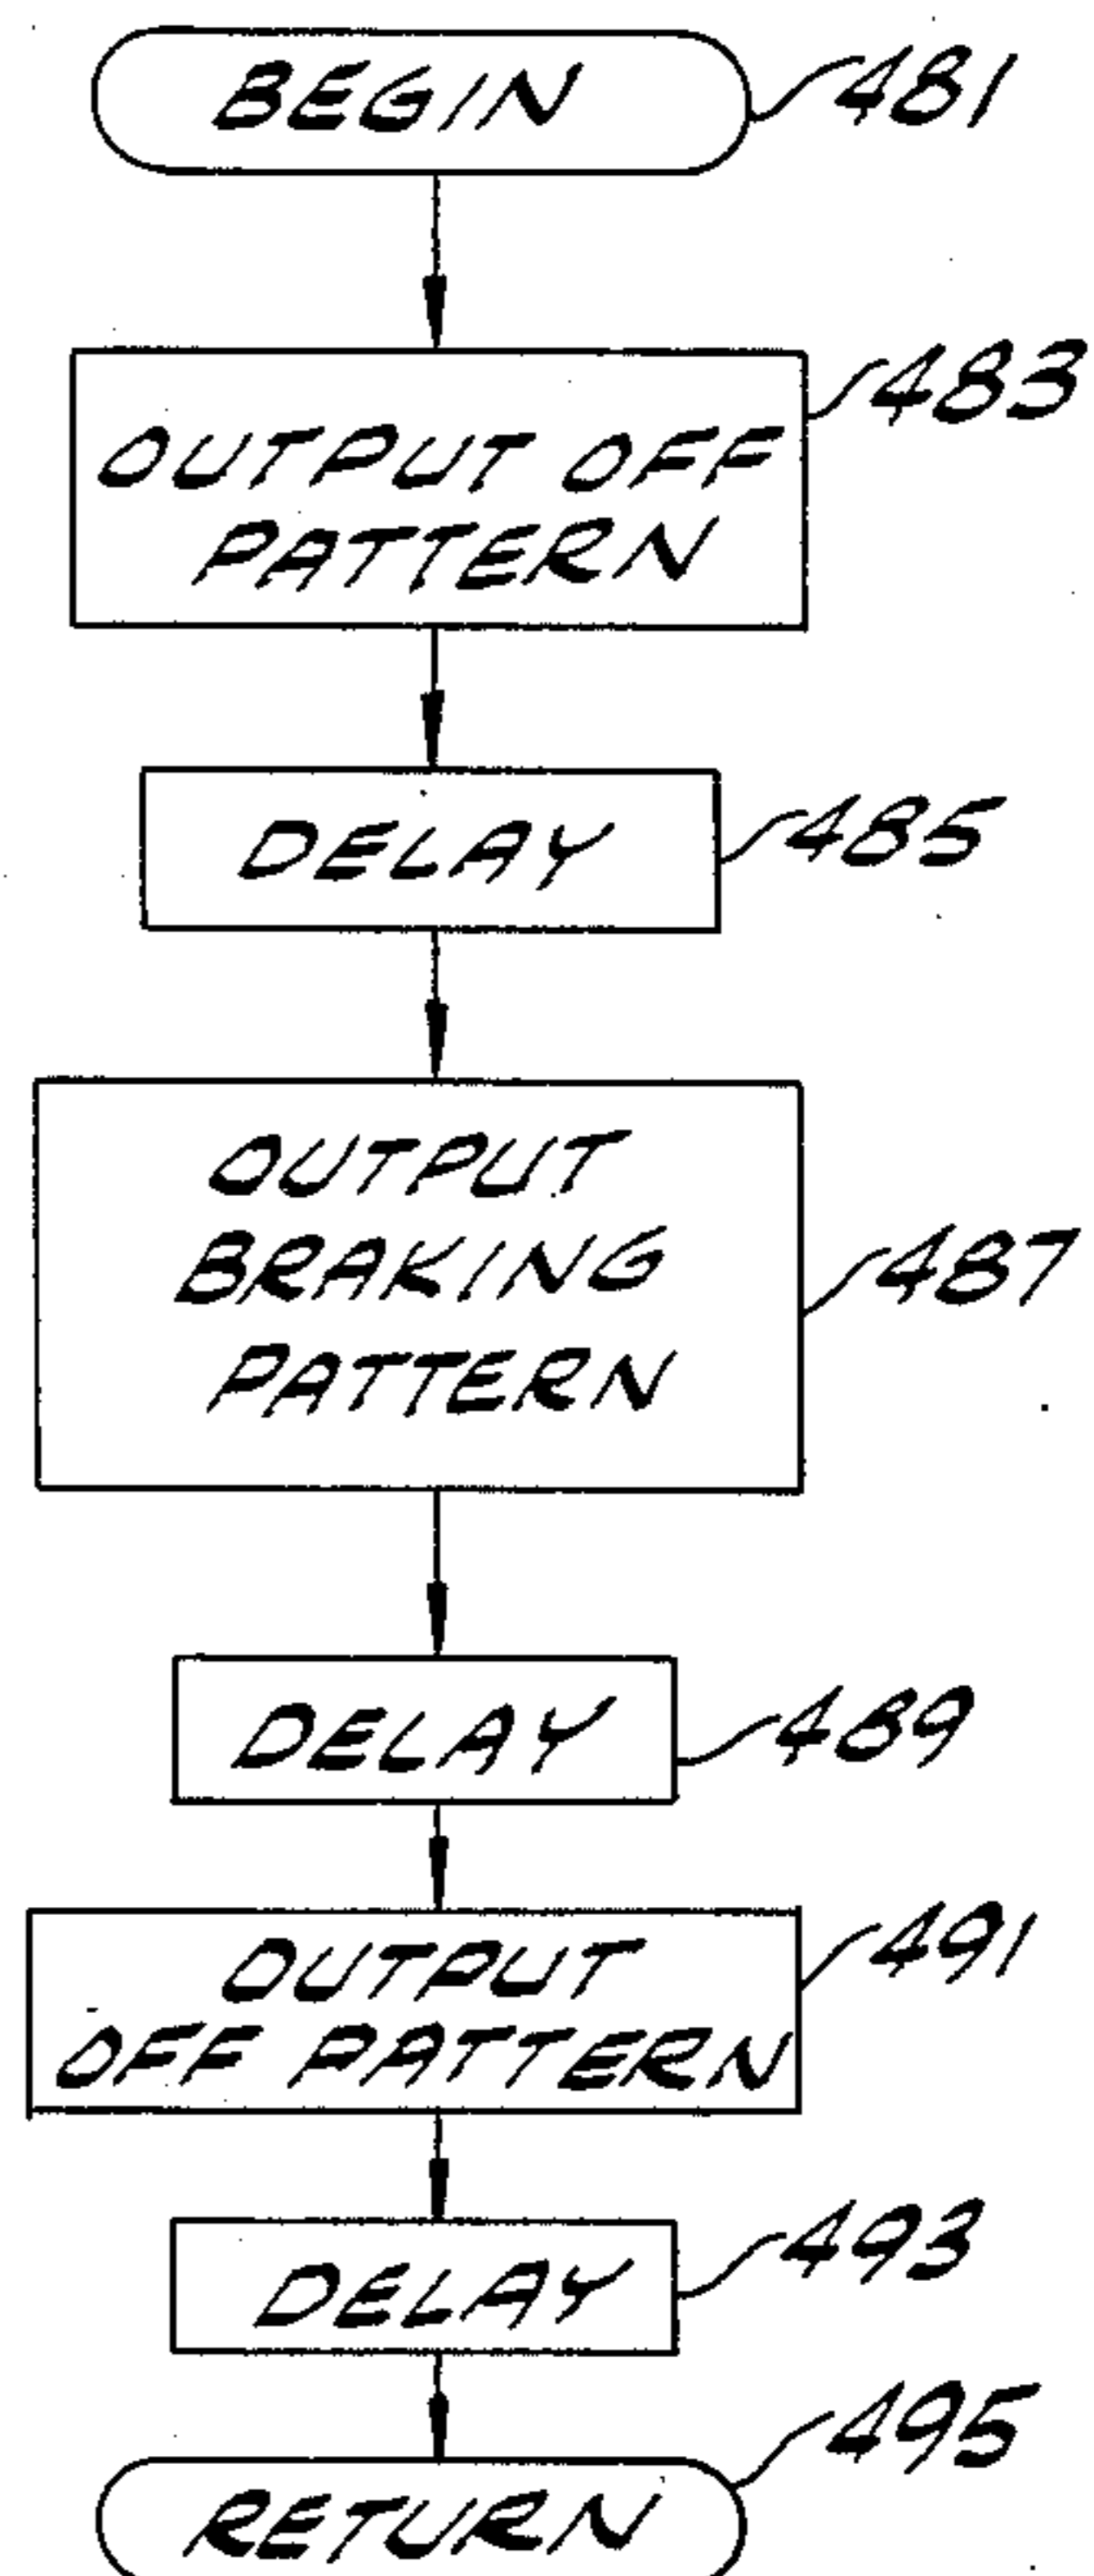 BEGIN
481
483
OUTPUT OFF
PATTERN
DELAY
485
OUTPUT
BRAKING
PATTERN
487
DELAY
489
OUTPUT
OFF PATTERN
491
DELAY
493
495
RETURN